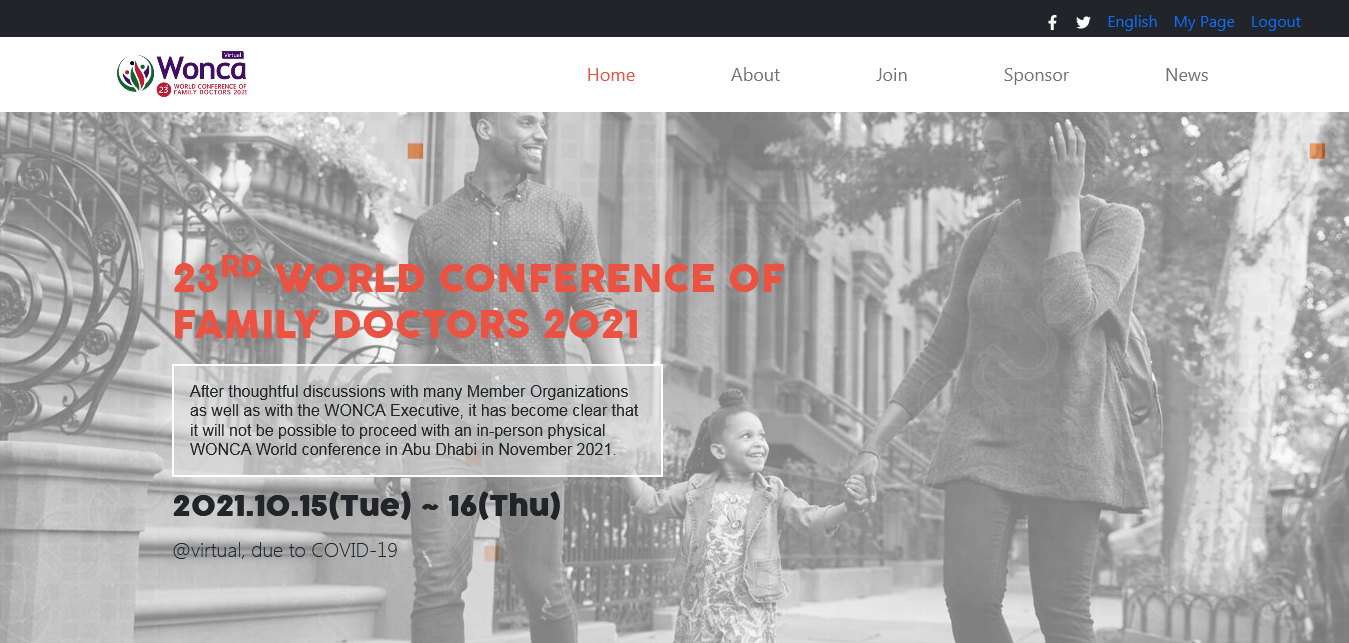 English My Page Logout
Virtual
Wonca
23 WORLD CONFERENCE OF
FAMILY DOCTORS 2021
Home About Join Sponsor News
23RD WORLD CONFERENCE OF
FAMILY DOCTORS 2021
After thoughtful discussions with many Member Organizations
as well as with the WONCA Executive, it has become clear that
it will not be possible to proceed with an in-person physical
WONCA World conference in Abu Dhabi in November 2021.
2021.10.15(Tue) ~ 16(Thu)
@virtual, due to COVID-19